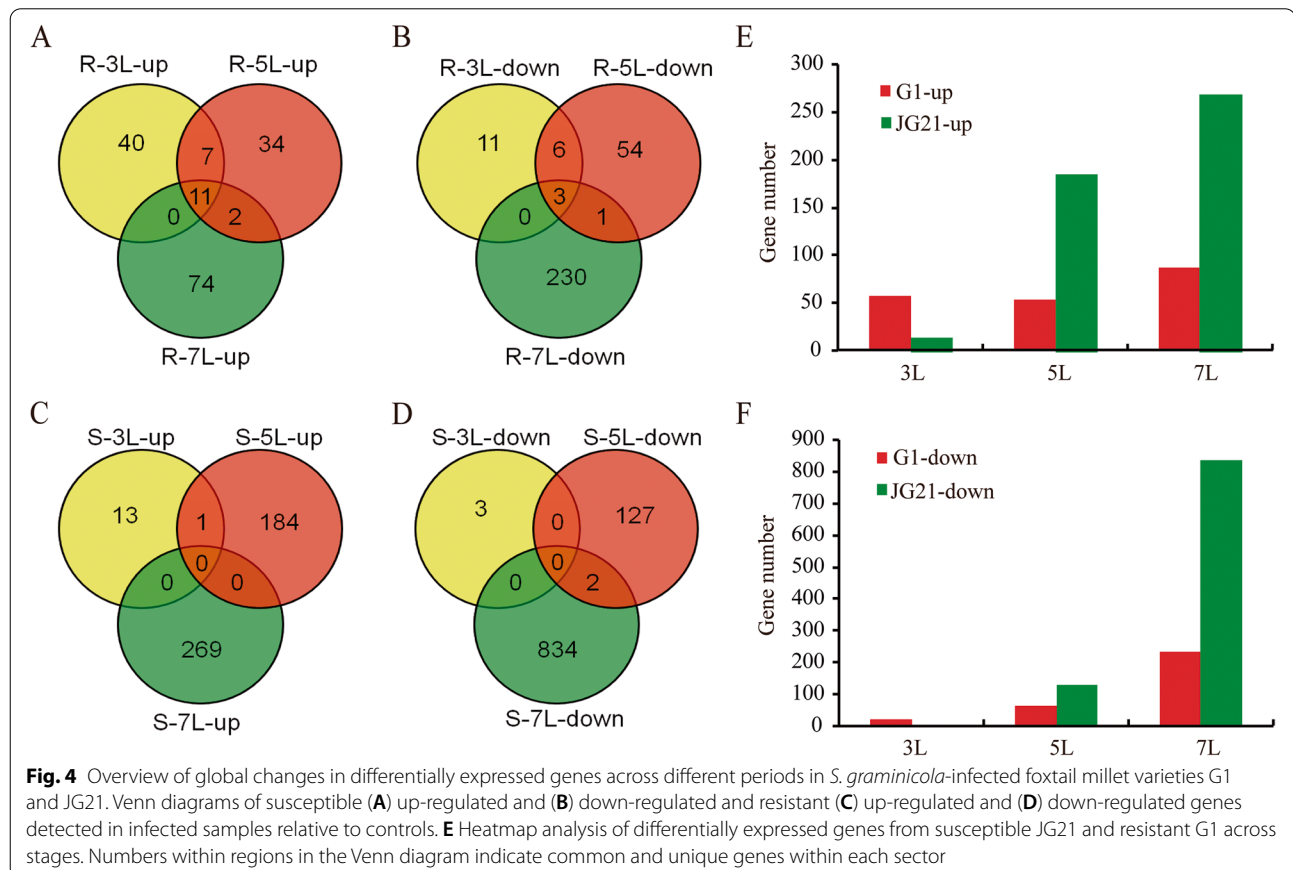 A
R-3L-up
R-5L-up
40
7
34
11
0
2
74
R-7L-up
B
R-3L-down
R-5L-down
11
6
54
3
0
1
230
R-7L-down
E
300
250
200
150
100
50
0
Gene number
G1-up
JG21-up
3L
5L
7L
C
S-3L-up
S-5L-up
13
1
184
0
0
0
269
S-7L-up
D
S-3L-down
S-5L-down
3
0
127
0
0
2
834
S-7L-down
F
900
800
700
600
500
400
300
200
100
0
Gene number
G1-down
JG21-down
3L
5L
7L
Fig. 4 Overview of global changes in differentially expressed genes across different periods in S. graminicola-infected foxtail millet varieties G1
and JG21. Venn diagrams of susceptible (A) up-regulated and (B) down-regulated and resistant (C) up-regulated and (D) down-regulated genes
detected in infected samples relative to controls. E Heatmap analysis of differentially expressed genes from susceptible JG21 and resistant G1 across
stages. Numbers within regions in the Venn diagram indicate common and unique genes within each sector